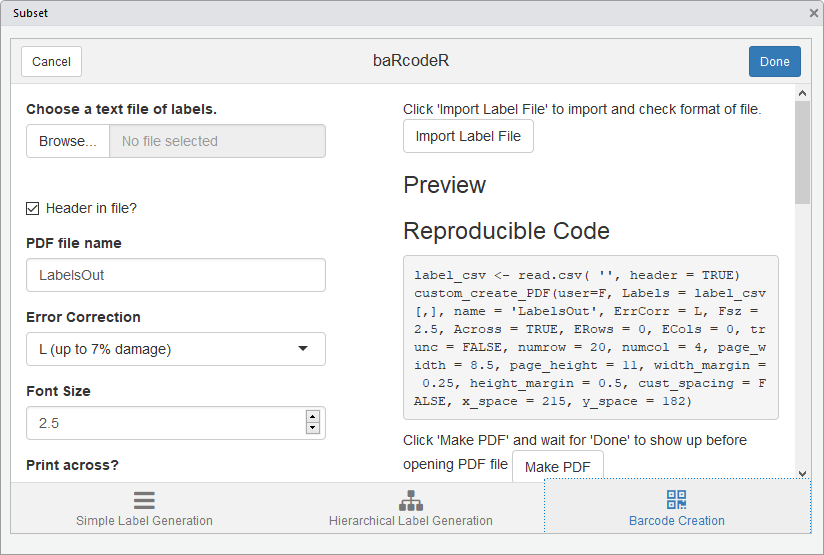 Subset
Cancel
baRcodeR
Done
Choose a text file of labels.
Browse...
No file selected
Header in file?
PDF file name
LabelsOut
Error Correction
L (up to 7% damage)
Font Size
2.5
Print across?
Click 'Import Label File' to import and check format of file.
Import Label File
Preview
Reproducible Code
label_csv <- read.csv( '', header = TRUE)
custom_create_PDF(user=F, Labels = label_csv
[,], name = 'LabelsOut', ErrCorr = L, Fsz =
2.5, Across = TRUE, ERows = 0, ECols = 0, tr
unc = FALSE, numrow = 20, numcol = 4, page_w
idth = 8.5, page_height = 11, width_margin =
0.25, height_margin = 0.5, cust_spacing = F
ALSE, x_space = 215, y_space = 182)
Click 'Make PDF' and wait for 'Done' to show up before
opening PDF file
Make PDF
Simple Label Generation
Hierarchical Label Generation
Barcode Creation